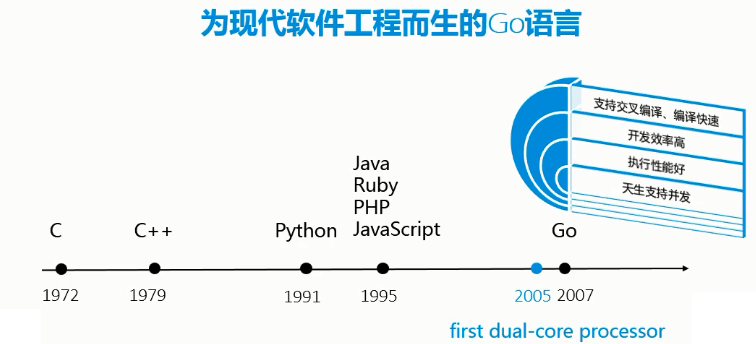 为现代软件工程而生的Go语言
支持交叉编译、编译快速
开发效率高
执行性能好
天生支持并发
Java
Ruby
PHP
C C++ Python JavaScript Go
1972 1979 1991 1995 2005 2007
first dual-core processor